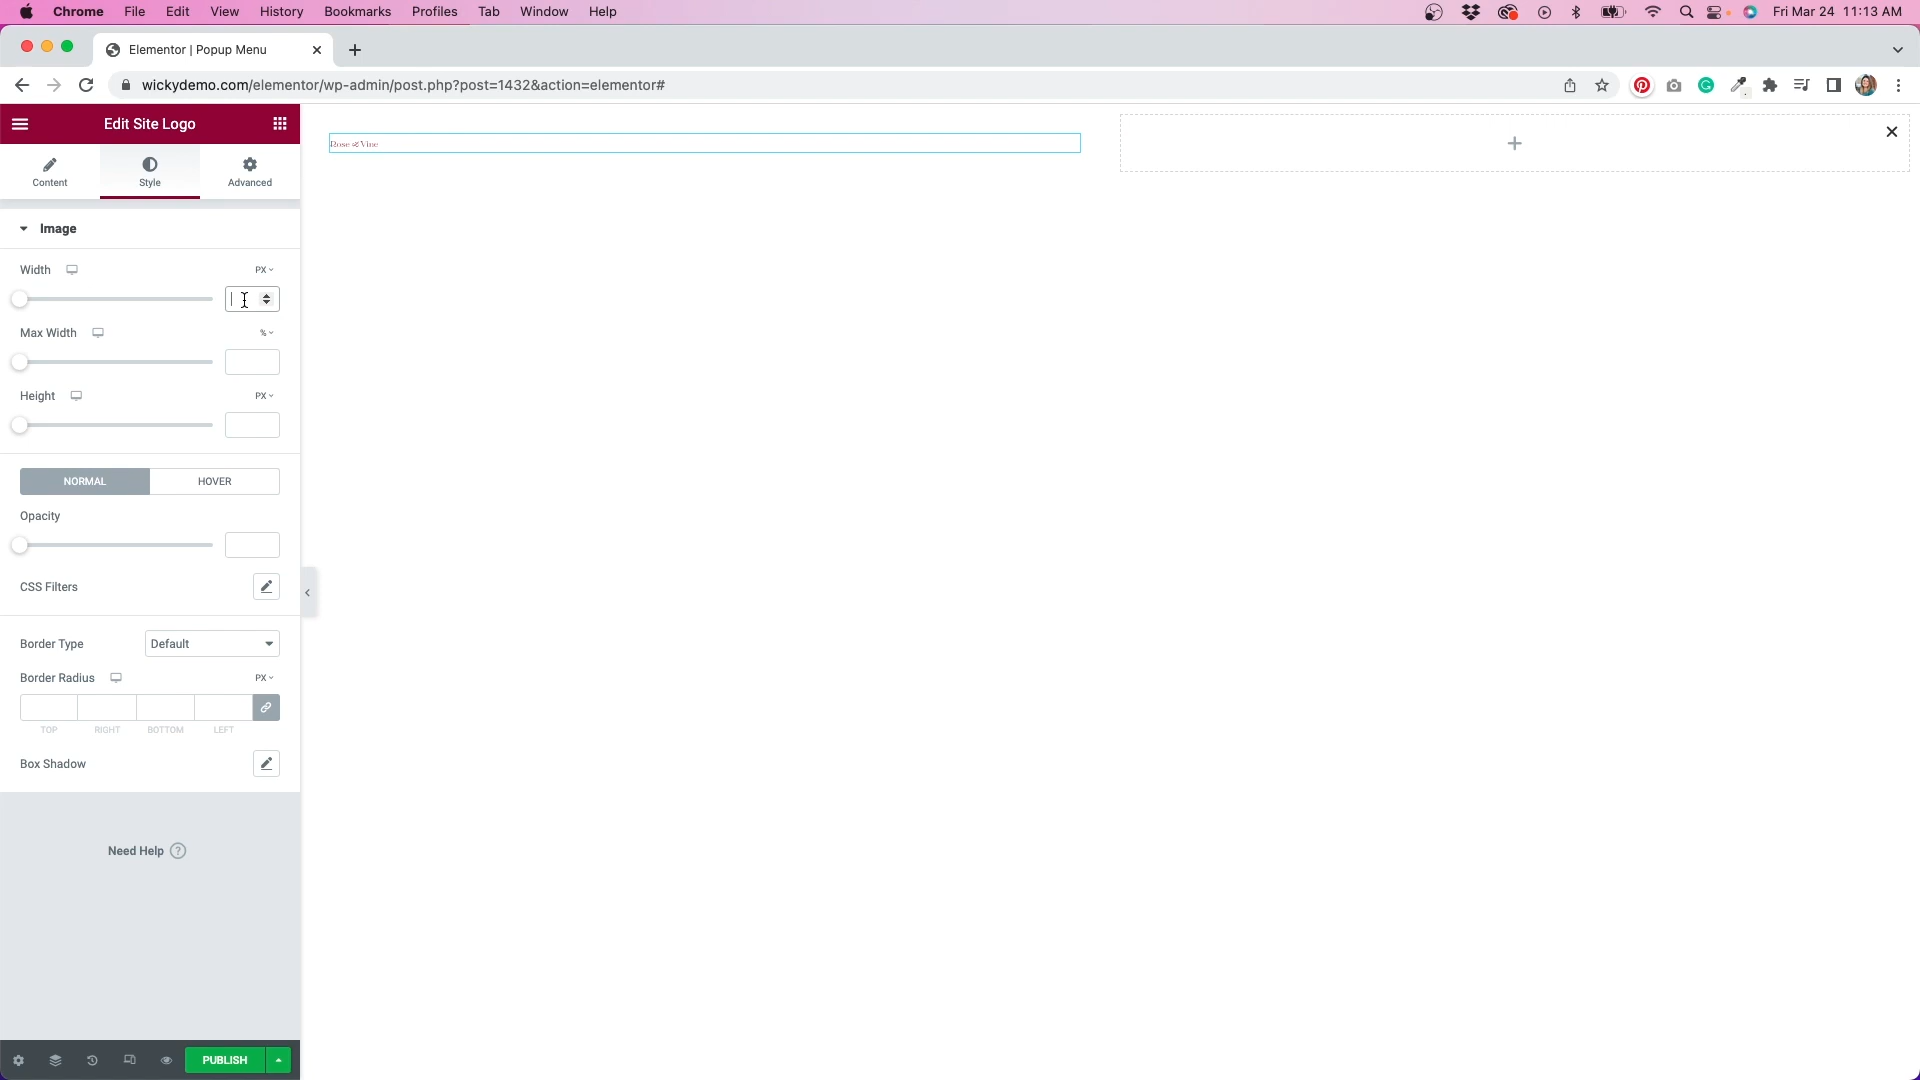 Chrome File Edit View History Bookmarks Profiles Tab Window Help Fri Mar 24 11:13 AM
Elementor | Popup Menu
wickydemo.com/elementor/wp-admin/post.php?post=1432&action=elementor#
Edit Site Logo
Content Style Advanced
Rose & Vine
Image
Width PX
Max Width %
Height PX
NORMAL HOVER
Opacity
CSS Filters
Border Type Default
Border Radius PX
TOP RIGHT BOTTOM LEFT
Box Shadow
Need Help ?
PUBLISH